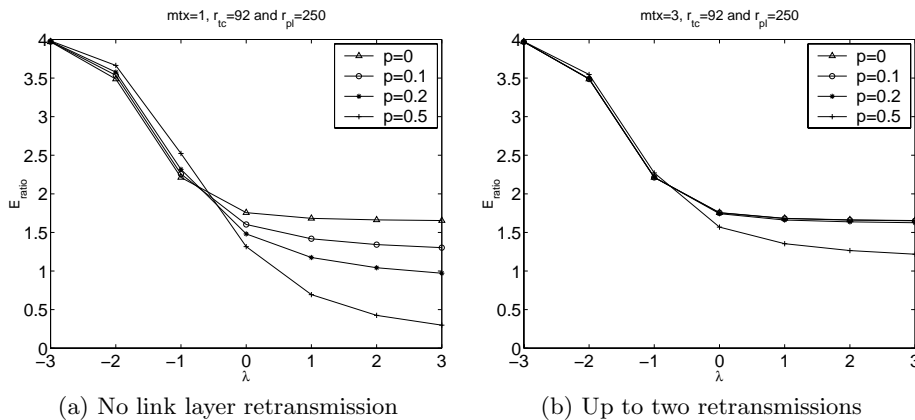 mtx=1, r_tc=92 and r_pl=250
E_ratio
4
3.5
3
2.5
2
1.5
1
0.5
0
−3
−2
−1
0
1
2
3
λ
p=0
p=0.1
p=0.2
p=0.5
(a) No link layer retransmission
mtx=3, r_tc=92 and r_pl=250
E_ratio
4
3.5
3
2.5
2
1.5
1
0.5
0
−3
−2
−1
0
1
2
3
λ
p=0
p=0.1
p=0.2
p=0.5
(b) Up to two retransmissions